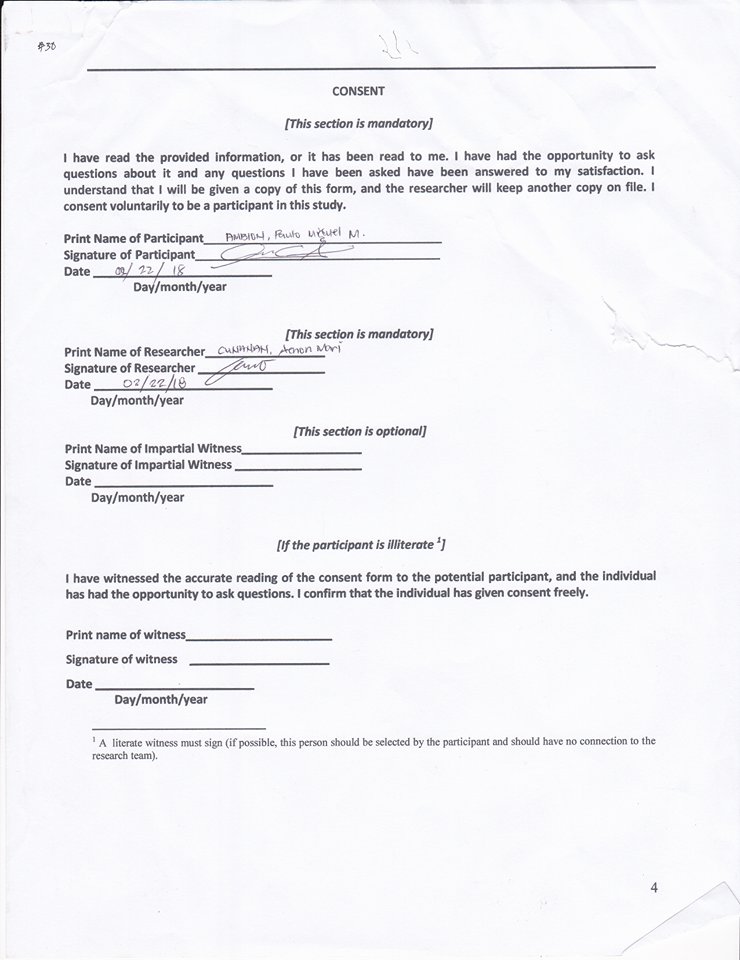 #30
CONSENT
[This section is mandatory]
I have read the provided information, or it has been read to me. I have had the opportunity to ask
questions about it and any questions I have been asked have been answered to my satisfaction. I
understand that I will be given a copy of this form, and the researcher will keep another copy on file. I
consent voluntarily to be a participant in this study.
Print Name of Participant AMBION, Paulo Miguel M.
Signature of Participant
Date 02/ 22/ 18
Day/month/year
[This section is mandatory]
Print Name of Researcher CUNANAN,
Signature of Researcher
Date 02/22/18
Day/month/year
[This section is optional]
Print Name of Impartial Witness
Signature of Impartial Witness
Date
Day/month/year
[If the participant is illiterate 1]
I have witnessed the accurate reading of the consent form to the potential participant, and the individual
has had the opportunity to ask questions. I confirm that the individual has given consent freely.
Print name of witness
Signature of witness
Date
Day/month/year
1 A literate witness must sign (if possible, this person should be selected by the participant and should have no connection to the
research team).
4